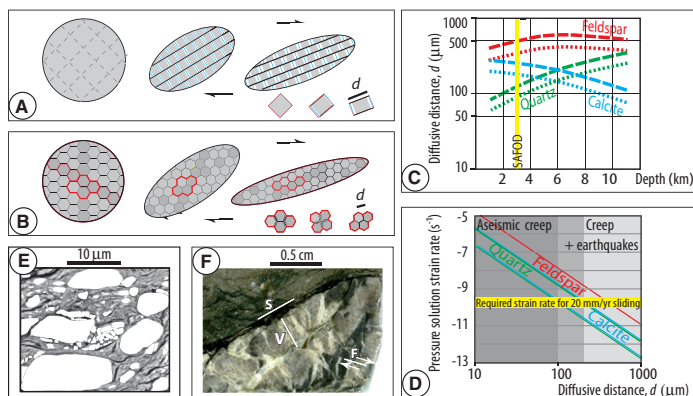 A
d
B
d
E
10 μm
F
0.5 cm
S
V
F
C
Diffusive distance, d (μm)
1000
500
100
50
10
Feldspar
Quartz
Calcite
SAFOD
2 4 6 8 10
Depth (km)
D
Pressure solution strain rate (s⁻¹)
-5
-7
-9
-11
-13
Aseismic creep
Creep
+ earthquakes
Quartz
Feldspar
Required strain rate for 20 mm/yr sliding
Calcite
10 100 1000
Diffusive distance, d (μm)